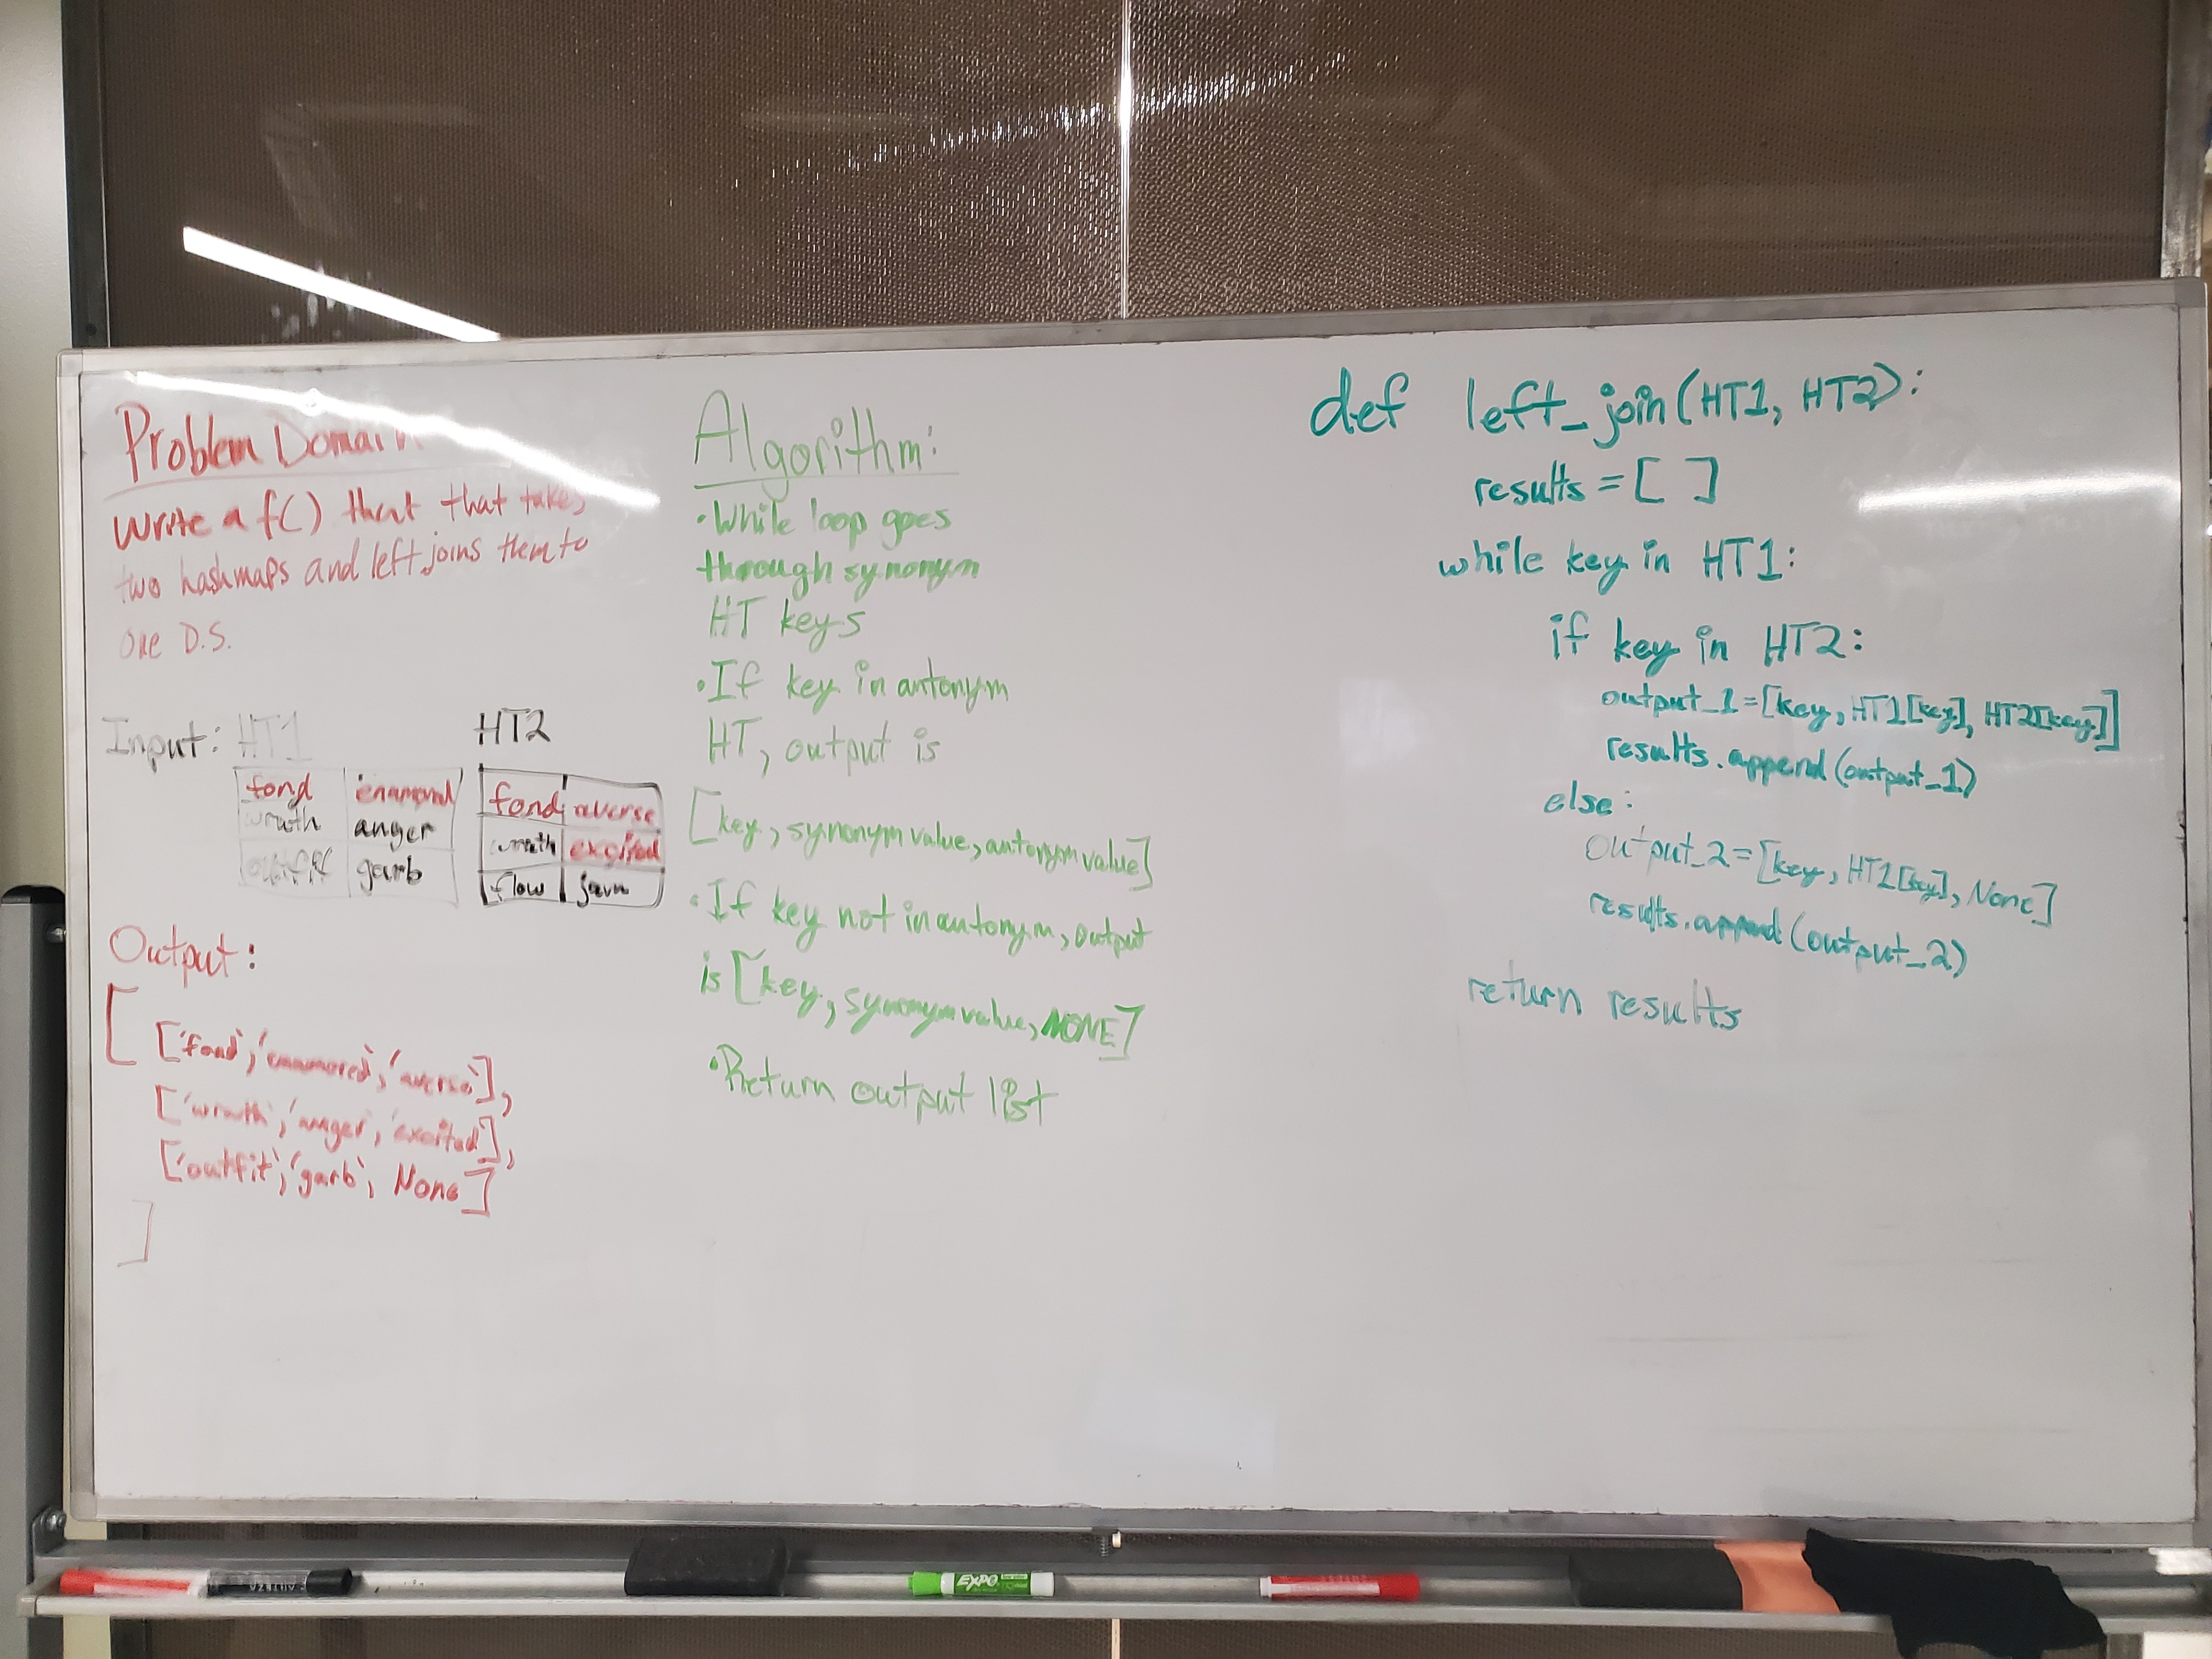 Problem Domain
Write a f() that that takes
two hashmaps and left joins them to
one D.S.
Input: HT1 HT2
fond enamored
wrath anger
outfit garb
fond averse
wrath excited
flow jam
Output:
[
['fond', 'enamored', 'averse'],
['wrath', 'anger', 'excited'],
['outfit', 'garb', None]
]
Algorithm:
• While loop goes
through synonym
HT keys
• If key in antonym
HT, output is
[key, synonym value, antonym value]
• If key not in antonym, output
is [key, synonym value, NONE]
• Return output list
def left_join(HT1, HT2):
results = [ ]
while key in HT1:
if key in HT2:
output_1 = [key, HT1[key], HT2[key]]
results.append(output_1)
else:
output_2 = [key, HT1[key], None]
results.append(output_2)
return results
EXPO